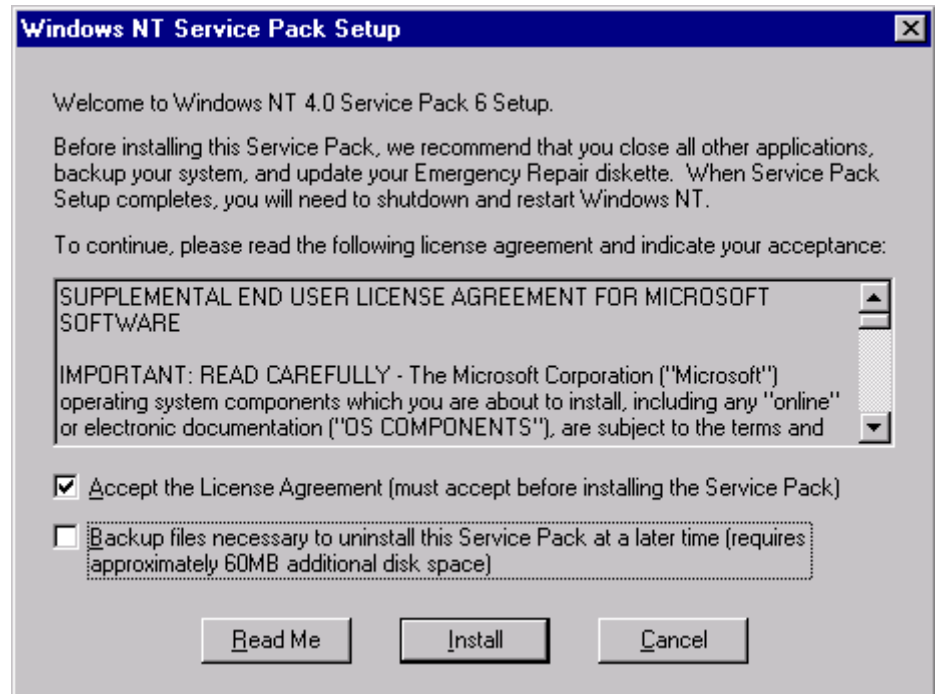 Windows NT Service Pack Setup
Welcome to Windows NT 4.0 Service Pack 6 Setup.
Before installing this Service Pack, we recommend that you close all other applications,
backup your system, and update your Emergency Repair diskette.  When Service Pack
Setup completes, you will need to shutdown and restart Windows NT.
To continue, please read the following license agreement and indicate your acceptance:
SUPPLEMENTAL END USER LICENSE AGREEMENT FOR MICROSOFT
SOFTWARE
IMPORTANT: READ CAREFULLY - The Microsoft Corporation ("Microsoft")
operating system components which you are about to install, including any "online"
or electronic documentation ("OS COMPONENTS"), are subject to the terms and
Accept the License Agreement (must accept before installing the Service Pack)
Backup files necessary to uninstall this Service Pack at a later time (requires
approximately 60MB additional disk space)
Read Me
Install
Cancel